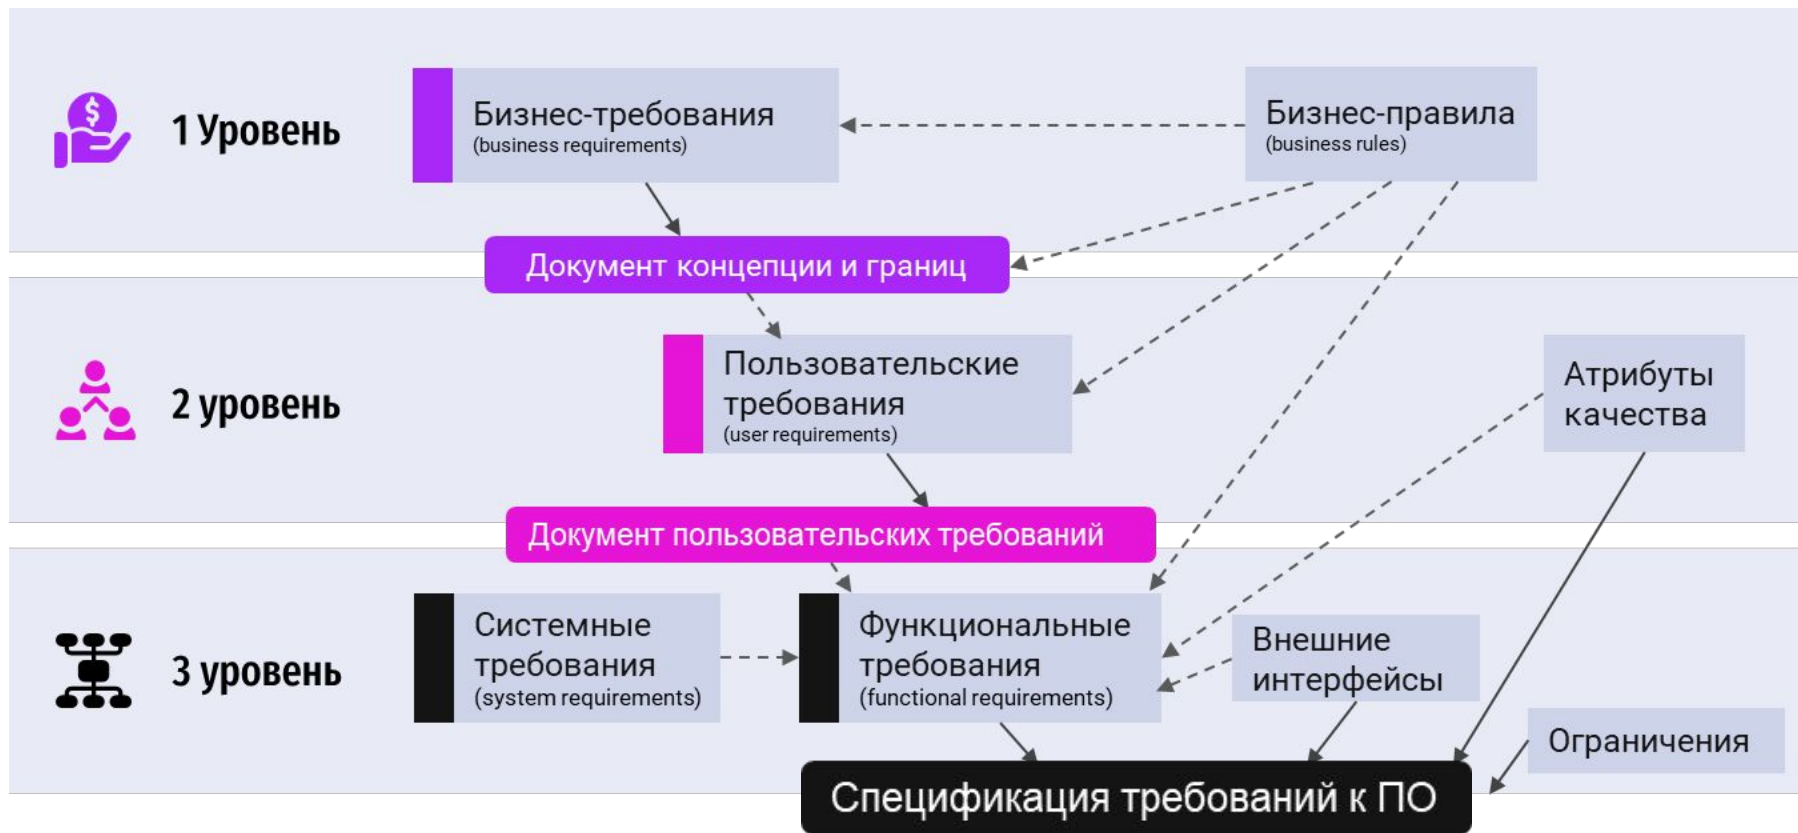 1 Уровень
Бизнес-требования
(business requirements)
Бизнес-правила
(business rules)
Документ концепции и границ
2 уровень
Пользовательские
требования
(user requirements)
Атрибуты
качества
Документ пользовательских требований
3 уровень
Системные
требования
(system requirements)
Функциональные
требования
(functional requirements)
Внешние
интерфейсы
Ограничения
Спецификация требований к ПО